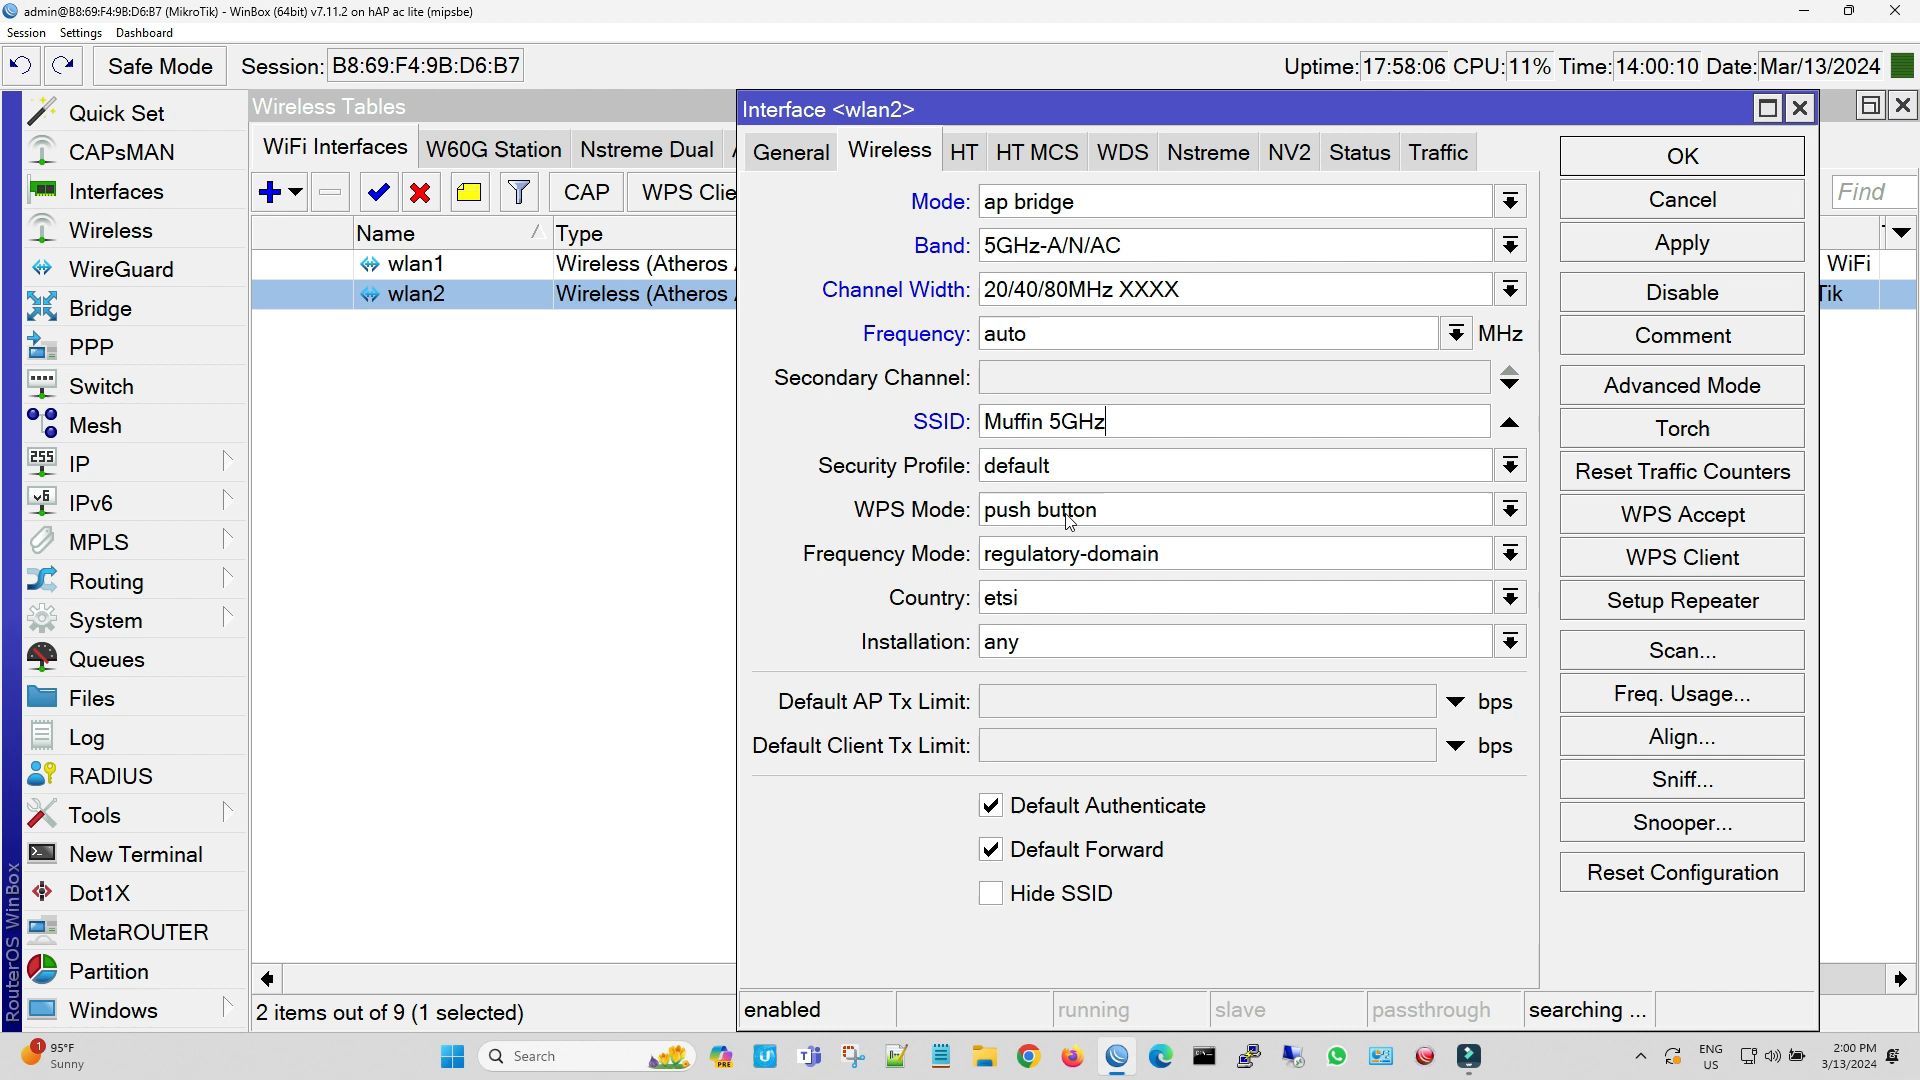 admin@B8:69:F4:9B:D6:B7 (MikroTik) - WinBox (64bit) v7.11.2 on hAP ac lite (mipsbe)
Session Settings Dashboard
Safe Mode Session: B8:69:F4:9B:D6:B7 Uptime: 17:58:06 CPU: 11% Time: 14:00:10 Date: Mar/13/2024
Quick Set
CAPsMAN
Interfaces
Wireless
WireGuard
Bridge
PPP
Switch
Mesh
255 IP
v6 IPv6
MPLS
Routing
System
Queues
Files
Log
RADIUS
Tools
New Terminal
Dot1X
MetaROUTER
Partition
Windows
RouterOS WinBox
Wireless Tables
WiFi Interfaces W60G Station Nstreme Dual
CAP WPS Clie
Find
Name Type
wlan1 Wireless (Atheros WiFi
wlan2 Wireless (Atheros Tik
2 items out of 9 (1 selected)
Interface <wlan2>
General Wireless HT HT MCS WDS Nstreme NV2 Status Traffic
Mode: ap bridge
Band: 5GHz-A/N/AC
Channel Width: 20/40/80MHz XXXX
Frequency: auto MHz
Secondary Channel:
SSID: Muffin 5GHz
Security Profile: default
WPS Mode: push button
Frequency Mode: regulatory-domain
Country: etsi
Installation: any
Default AP Tx Limit: bps
Default Client Tx Limit: bps
Default Authenticate
Default Forward
Hide SSID
OK
Cancel
Apply
Disable
Comment
Advanced Mode
Torch
Reset Traffic Counters
WPS Accept
WPS Client
Setup Repeater
Scan...
Freq. Usage...
Align...
Sniff...
Snooper...
Reset Configuration
enabled running slave passthrough searching ...
1 95°F
Sunny
Search
PRE
ENG
US
2:00 PM
3/13/2024